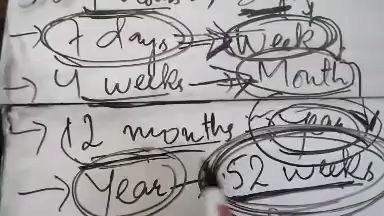 → 7 days ⇒ Week
→ 4 weeks → Month
→ 12 months → Year
→ Year → 52 weeks